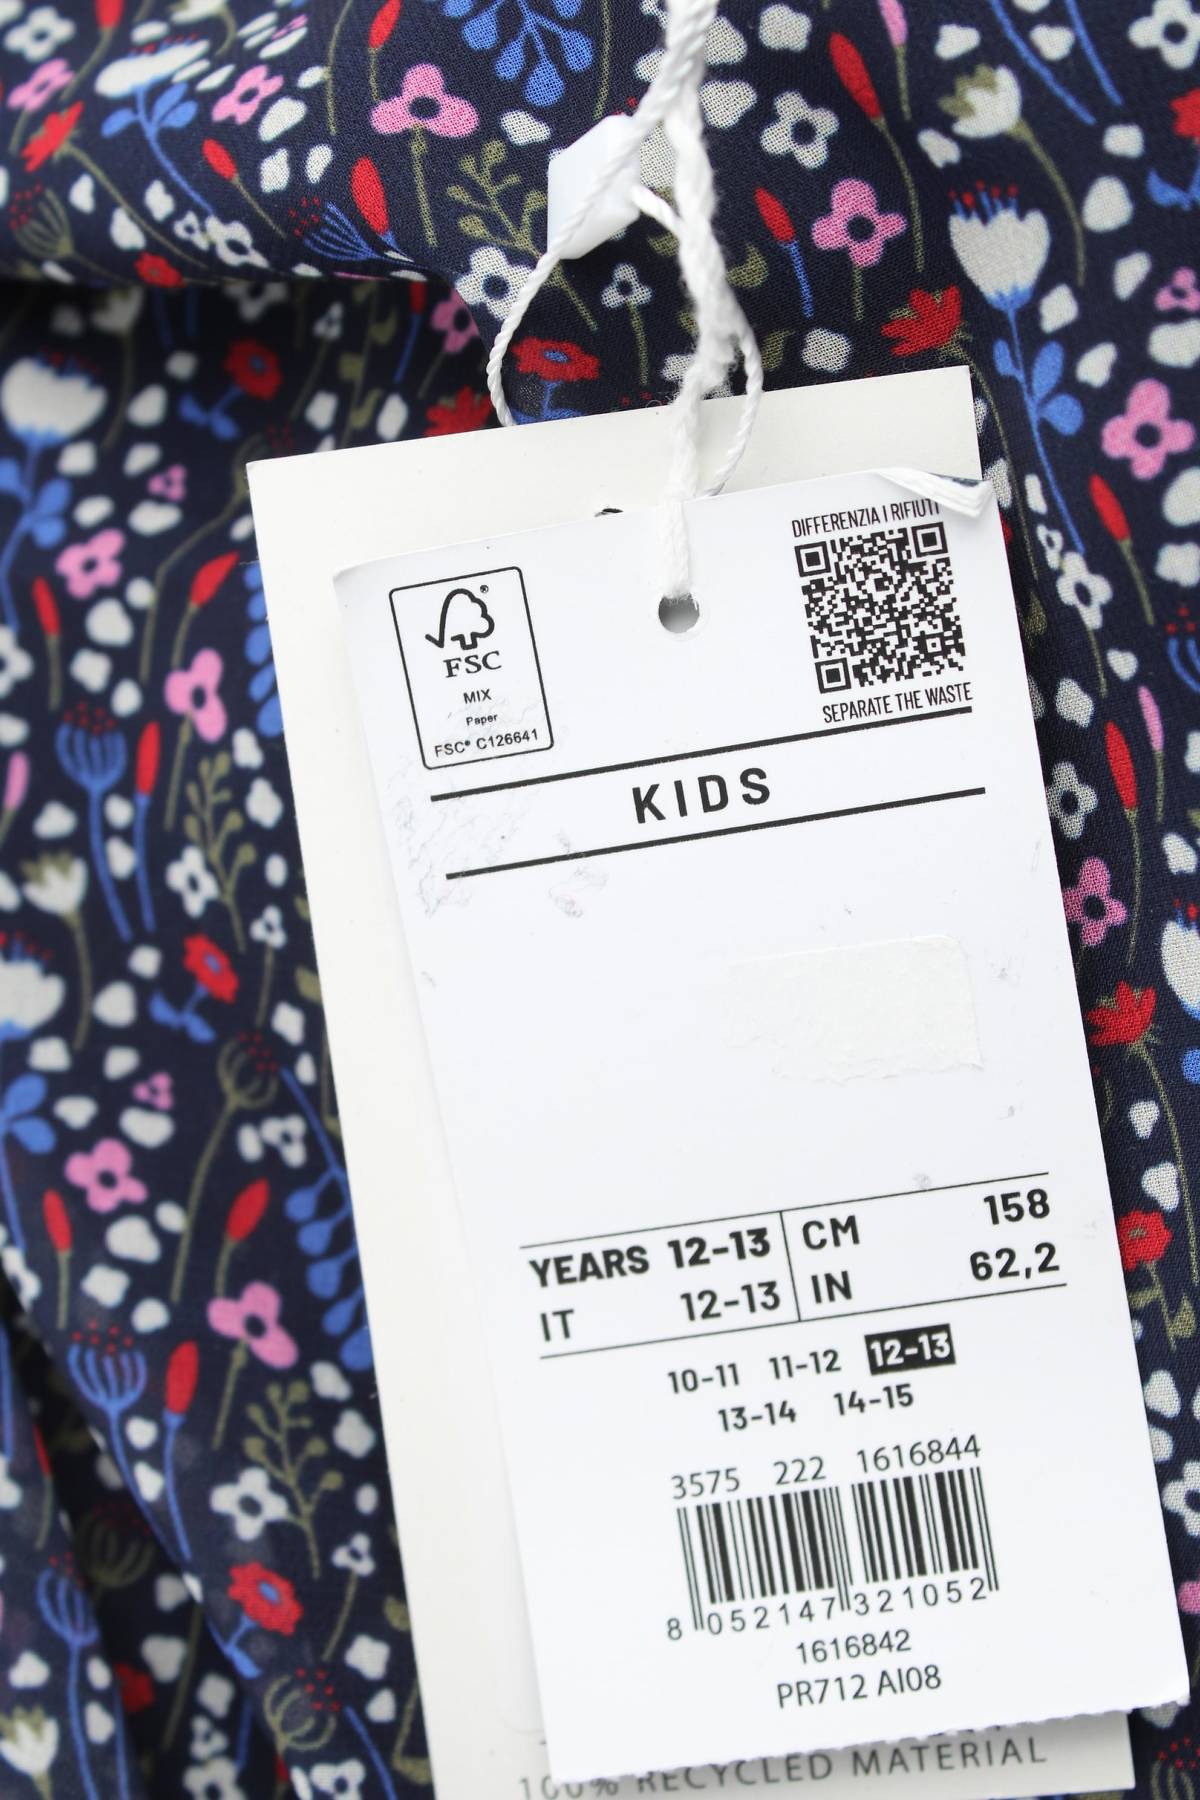 DIFFERENZIA I RIFIUTI
FSC
MIX
Paper
FSC® C126641
SEPARATE THE WASTE
KIDS
YEARS 12-13 CM 158
IT 12-13 IN 62,2
10-11 11-12 12-13
13-14 14-15
3575 222 1616844
8 052147 321052
1616842
PR712 AI08
100% RECYCLED MATERIAL